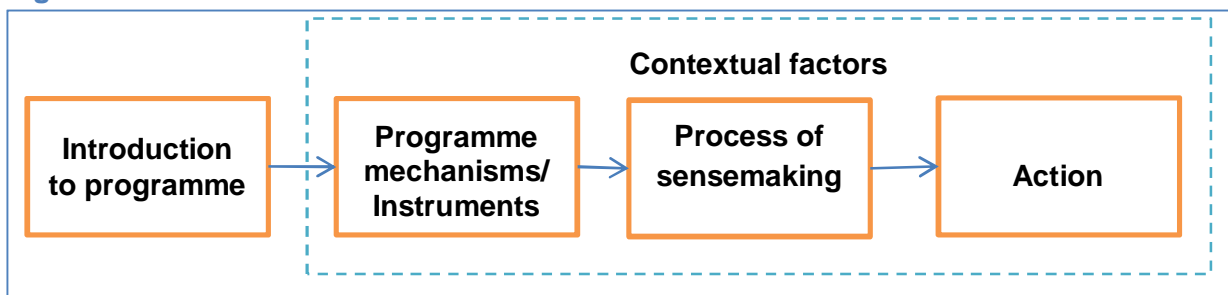 Contextual factors
Introduction
to programme
Programme
mechanisms/
Instruments
Process of
sensemaking
Action